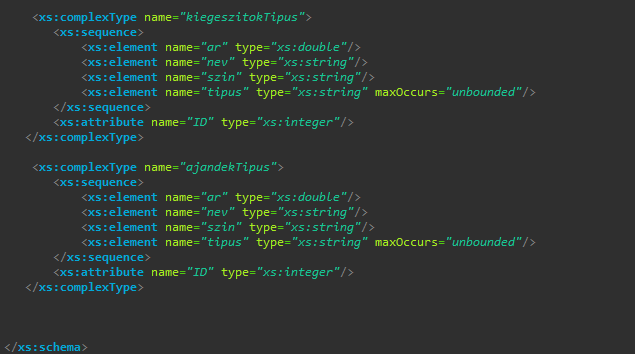 <xs:complexType name="kiegeszitokTipus">
<xs:sequence>
<xs:element name="ar" type="xs:double"/>
<xs:element name="nev" type="xs:string"/>
<xs:element name="szin" type="xs:string"/>
<xs:element name="tipus" type="xs:string" maxOccurs="unbounded"/>
</xs:sequence>
<xs:attribute name="ID" type="xs:integer"/>
</xs:complexType>
<xs:complexType name="ajandekTipus">
<xs:sequence>
<xs:element name="ar" type="xs:double"/>
<xs:element name="nev" type="xs:string"/>
<xs:element name="szin" type="xs:string"/>
<xs:element name="tipus" type="xs:string" maxOccurs="unbounded"/>
</xs:sequence>
<xs:attribute name="ID" type="xs:integer"/>
</xs:complexType>
</xs:schema>